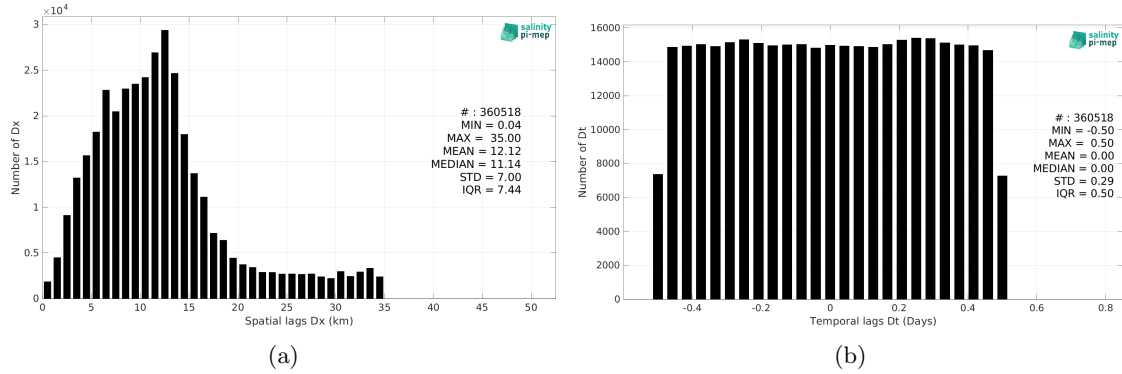 ×10⁴
3
2.5
2
1.5
1
0.5
0
Number of Dx
0 5 10 15 20 25 30 35 40 45 50
Spatial lags Dx (km)
salinity
pi-mep
# : 360518
MIN = 0.04
MAX = 35.00
MEAN = 12.12
MEDIAN = 11.14
STD = 7.00
IQR = 7.44
(a)
16000
14000
12000
10000
8000
6000
4000
2000
0
Number of Dt
-0.4 -0.2 0 0.2 0.4 0.6 0.8
Temporal lags Dt (Days)
salinity
pi-mep
# : 360518
MIN = -0.50
MAX = 0.50
MEAN = 0.00
MEDIAN = 0.00
STD = 0.29
IQR = 0.50
(b)